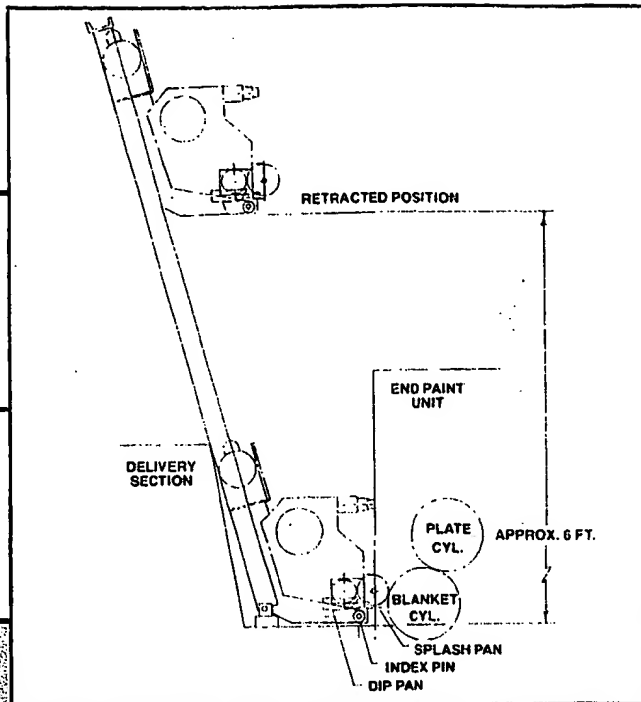 RETRACTED POSITION
END PAINT
UNIT
DELIVERY
SECTION
PLATE
CYL.
APPROX. 6 FT.
BLANKET
CYL.
SPLASH PAN
INDEX PIN
DIP PAN